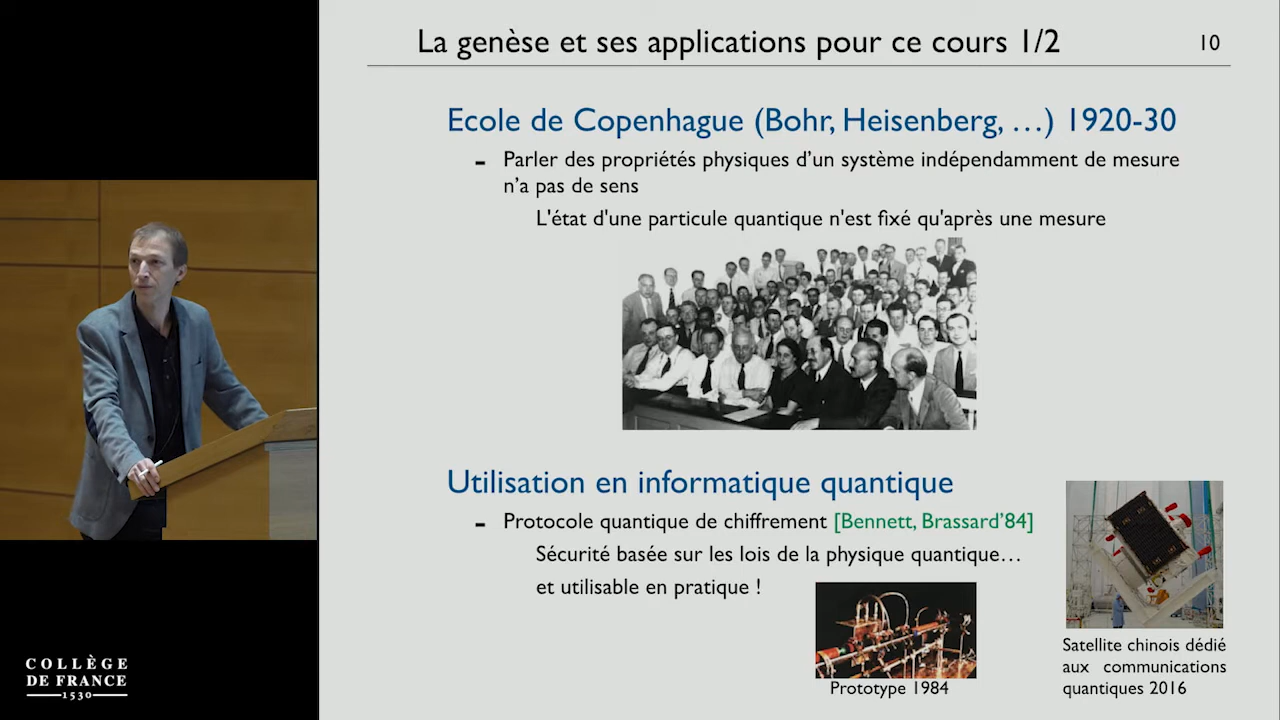 La genèse et ses applications pour ce cours 1/2
10
Ecole de Copenhague (Bohr, Heisenberg, …) 1920-30
- Parler des propriétés physiques d’un système indépendamment de mesure
n’a pas de sens
L'état d'une particule quantique n'est fixé qu'après une mesure
Utilisation en informatique quantique
- Protocole quantique de chiffrement [Bennett, Brassard’84]
Sécurité basée sur les lois de la physique quantique…
et utilisable en pratique !
Prototype 1984
Satellite chinois dédié
aux communications
quantiques 2016
COLLÈGE
DE FRANCE
1530